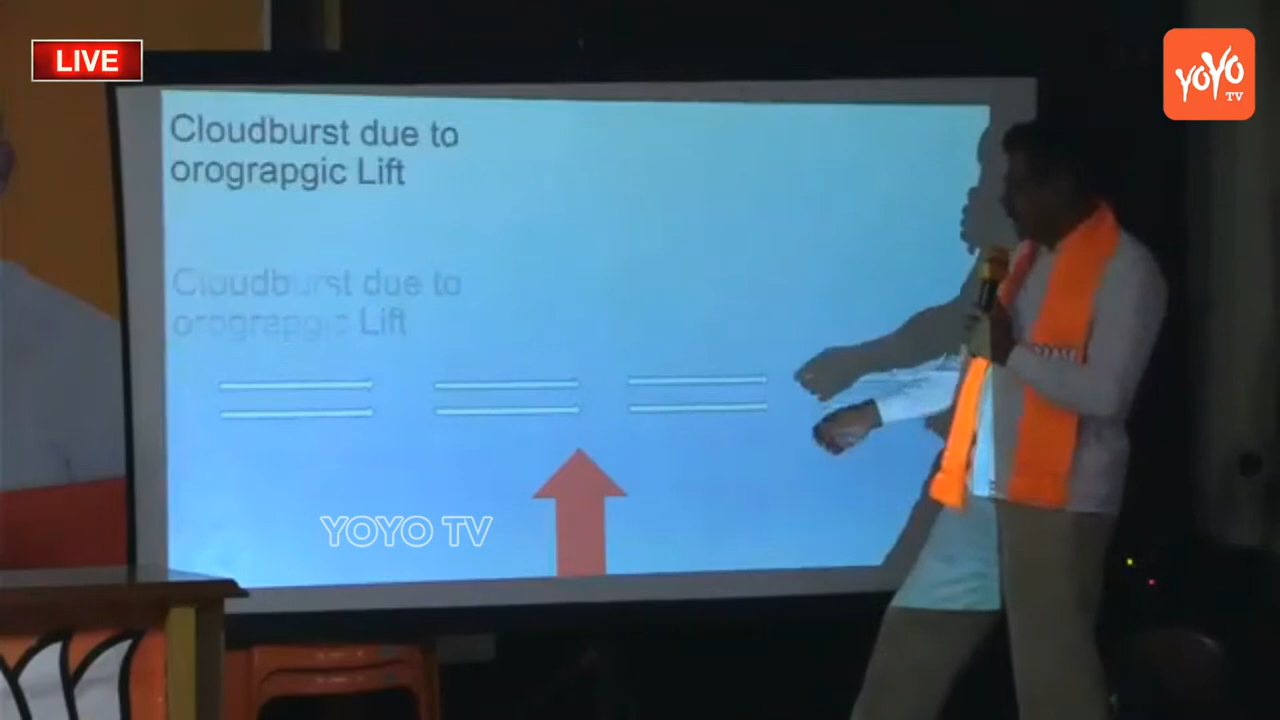 LIVE
YOYO
TV
Cloudburst due to
orograpgic Lift
Cloudburst due to
orograpgic Lift
YOYO TV